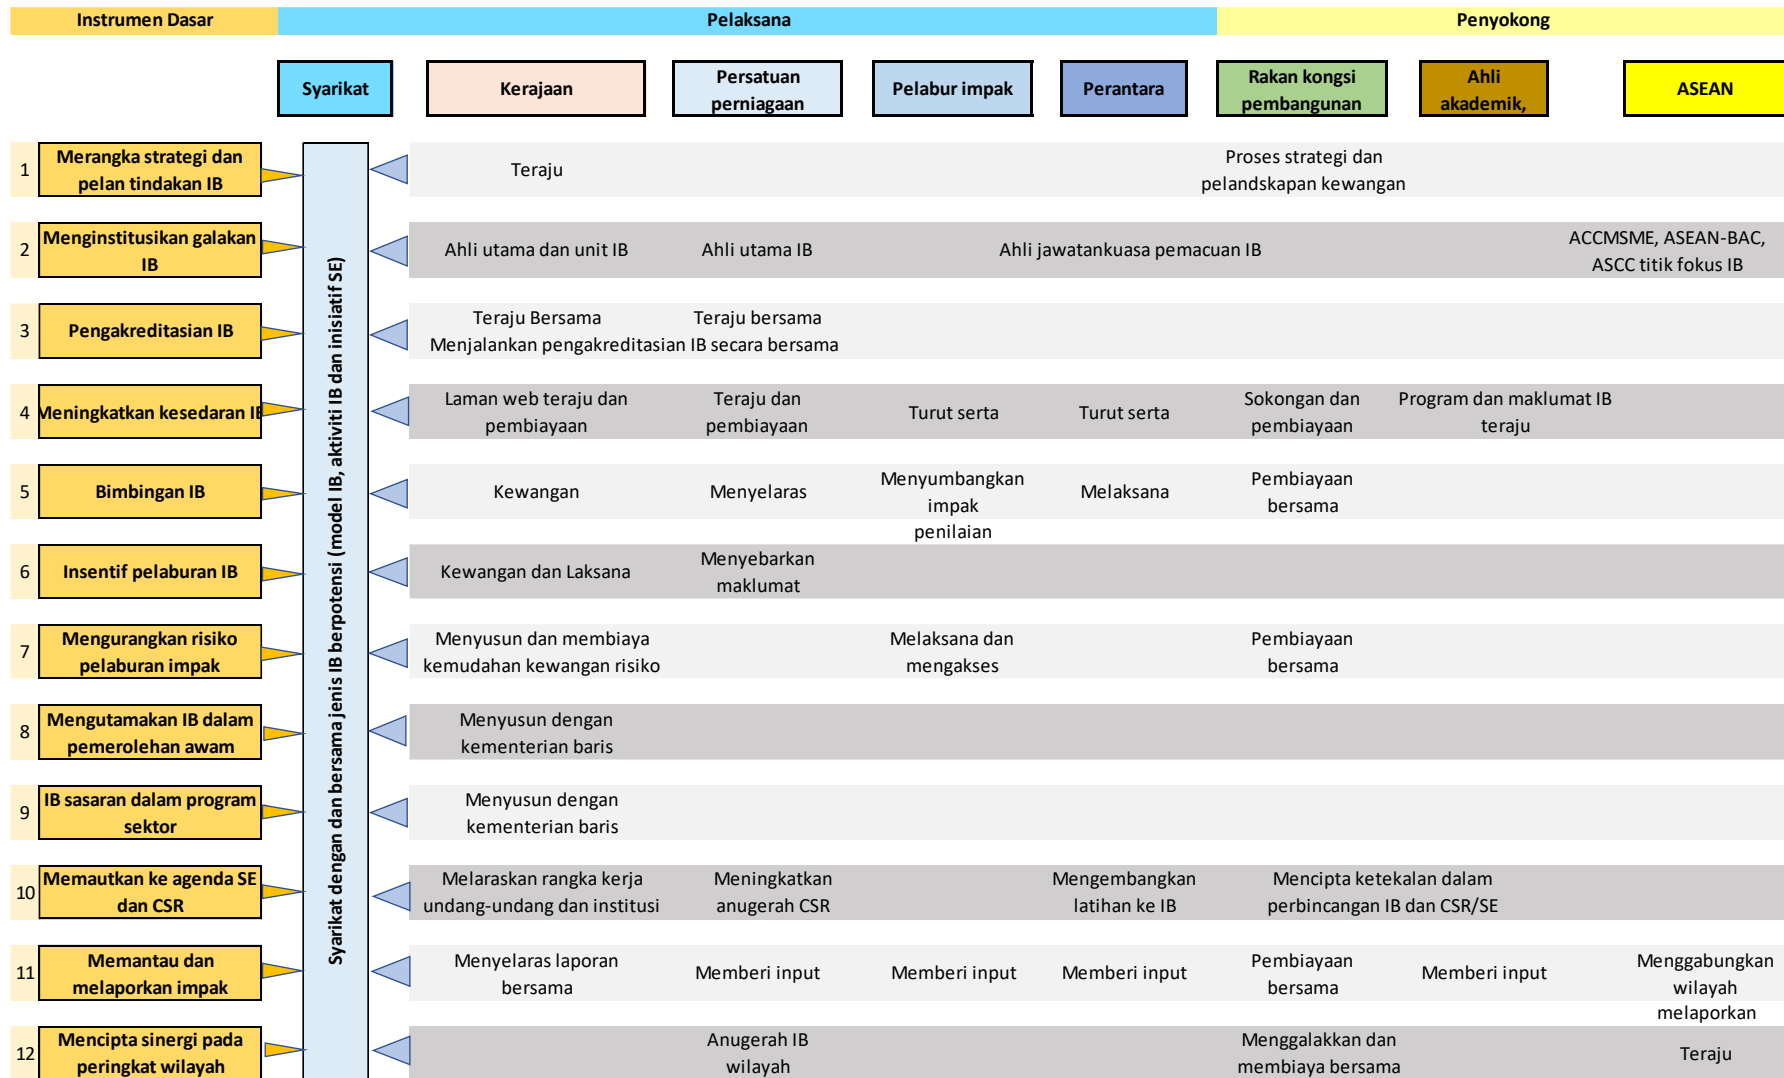 Instrumen Dasar
Pelaksana
Penyokong
Syarikat
Kerajaan
Persatuan
perniagaan
Pelabur impak
Perantara
Rakan kongsi
pembangunan
Ahli
akademik,
ASEAN
Syarikat dengan dan bersama jenis IB berpotensi (model IB, aktiviti IB dan inisiatif SE)
1
Merangka strategi dan
pelan tindakan IB
Teraju
Proses strategi dan
pelandskapan kewangan
2
Menginstitusikan galakan
IB
Ahli utama dan unit IB
Ahli utama IB
Ahli jawatankuasa pemacuan IB
ACCMSME, ASEAN-BAC,
ASCC titik fokus IB
3
Pengakreditasian IB
Teraju Bersama
Teraju bersama
Menjalankan pengakreditasian IB secara bersama
4
Meningkatkan kesedaran IB
Laman web teraju dan
pembiayaan
Teraju dan
pembiayaan
Turut serta
Turut serta
Sokongan dan
pembiayaan
Program dan maklumat IB
teraju
5
Bimbingan IB
Kewangan
Menyelaras
Menyumbangkan
impak
penilaian
Melaksana
Pembiayaan
bersama
6
Insentif pelaburan IB
Kewangan dan Laksana
Menyebarkan
maklumat
7
Mengurangkan risiko
pelaburan impak
Menyusun dan membiaya
kemudahan kewangan risiko
Melaksana dan
mengakses
Pembiayaan
bersama
8
Mengutamakan IB dalam
pemerolehan awam
Menyusun dengan
kementerian baris
9
IB sasaran dalam program
sektor
Menyusun dengan
kementerian baris
10
Memautkan ke agenda SE
dan CSR
Melaraskan rangka kerja
undang-undang dan institusi
Meningkatkan
anugerah CSR
Mengembangkan
latihan ke IB
Mencipta ketekalan dalam
perbincangan IB dan CSR/SE
11
Memantau dan
melaporkan impak
Menyelaras laporan
bersama
Memberi input
Memberi input
Memberi input
Pembiayaan
bersama
Memberi input
Menggabungkan
wilayah
melaporkan
12
Mencipta sinergi pada
peringkat wilayah
Anugerah IB
wilayah
Menggalakkan dan
membiaya bersama
Teraju